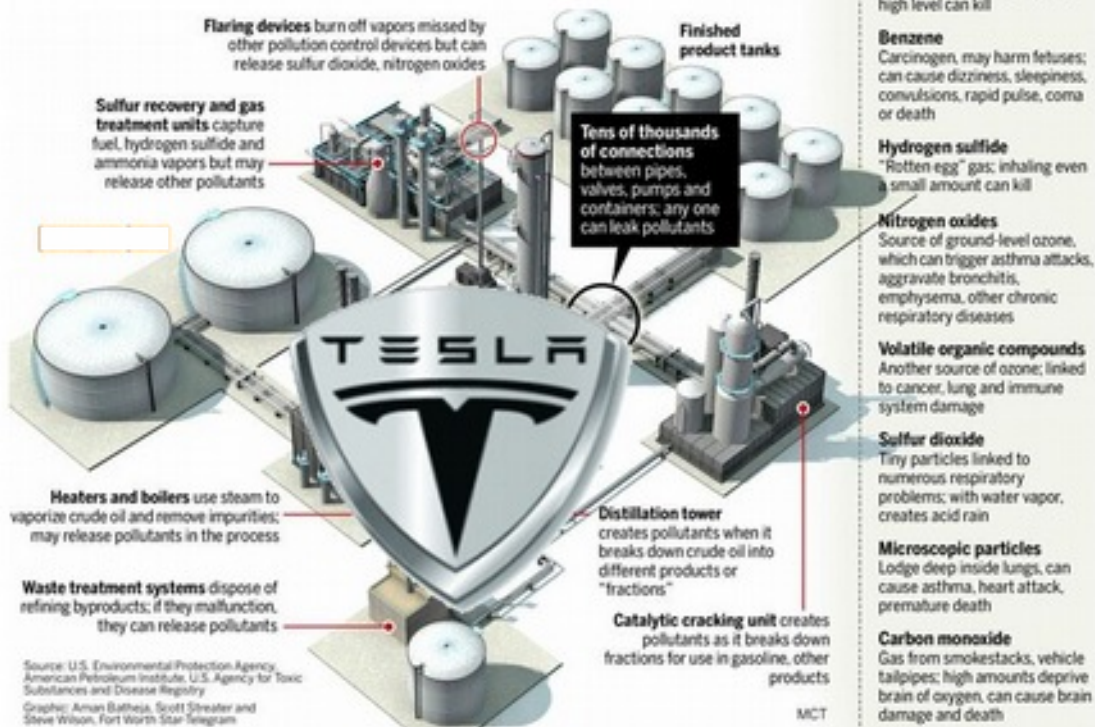 Flaring devices burn off vapors missed by
other pollution control devices but can
release sulfur dioxide, nitrogen oxides
Finished
product tanks
Sulfur recovery and gas
treatment units capture
fuel, hydrogen sulfide and
ammonia vapors but may
release other pollutants
Tens of thousands
of connections
between pipes,
valves, pumps and
containers; any one
can leak pollutants
TESLA
Heaters and boilers use steam to
vaporize crude oil and remove impurities;
may release pollutants in the process
Waste treatment systems dispose of
refining byproducts; if they malfunction,
they can release pollutants
Distillation tower
creates pollutants when it
breaks down crude oil into
different products or
"fractions"
Catalytic cracking unit creates
pollutants as it breaks down
fractions for use in gasoline, other
products
Source: U.S. Environmental Protection Agency,
American Petroleum Institute, U.S. Agency for Toxic
Substances and Disease Registry
Graphic: Aman Batheja, Scott Streater and
Steve Wilson, Fort Worth Star-Telegram
MCT
high level can kill
Benzene
Carcinogen, may harm fetuses;
can cause dizziness, sleepiness,
convulsions, rapid pulse, coma
or death
Hydrogen sulfide
"Rotten egg" gas; inhaling even
a small amount can kill
Nitrogen oxides
Source of ground-level ozone,
which can trigger asthma attacks,
aggravate bronchitis,
emphysema, other chronic
respiratory diseases
Volatile organic compounds
Another source of ozone; linked
to cancer, lung and immune
system damage
Sulfur dioxide
Tiny particles linked to
numerous respiratory
problems; with water vapor,
creates acid rain
Microscopic particles
Lodge deep inside lungs, can
cause asthma, heart attack,
premature death
Carbon monoxide
Gas from smokestacks, vehicle
tailpipes; high amounts deprive
brain of oxygen, can cause brain
damage and death